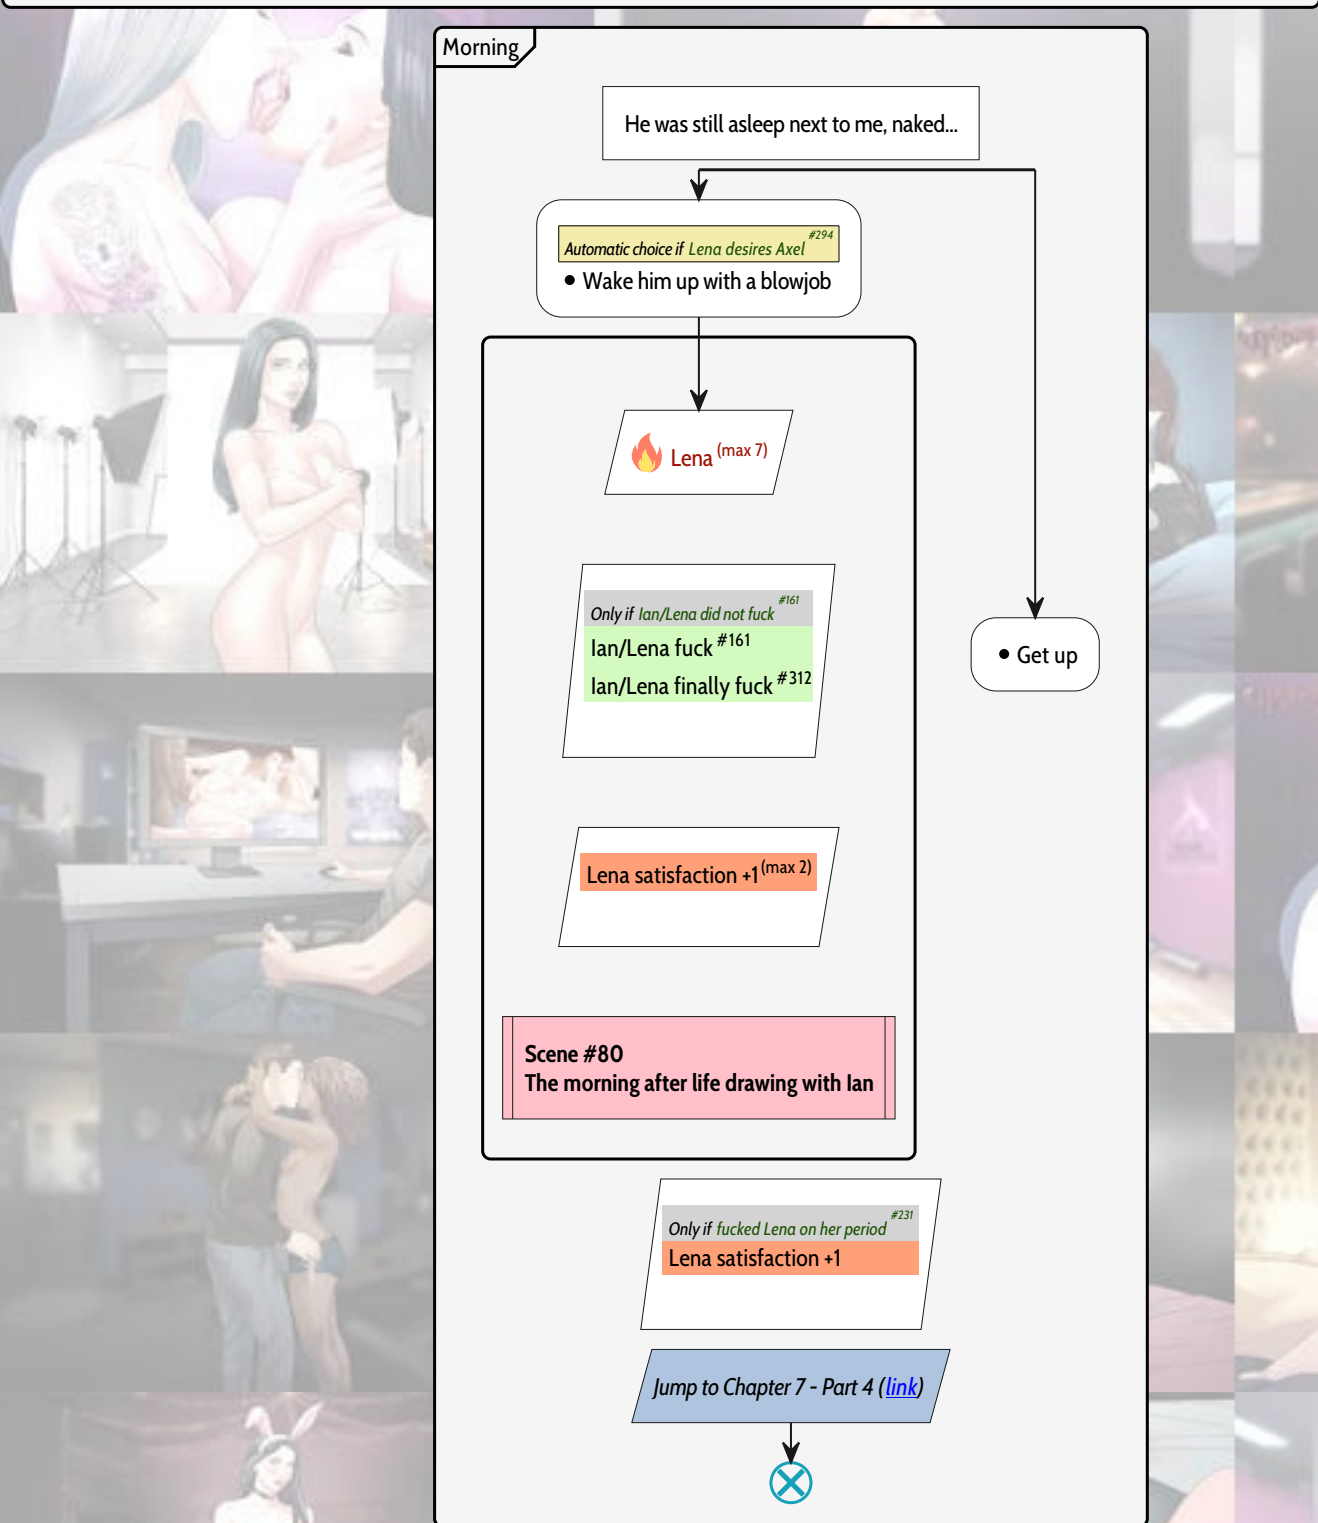 Morning
He was still asleep next to me, naked...
Automatic choice if Lena desires Axel #294
• Wake him up with a blowjob
Lena (max 7)
Only if Ian/Lena did not fuck #161
Ian/Lena fuck #161
Ian/Lena finally fuck #312
• Get up
Lena satisfaction +1 (max 2)
Scene #80
The morning after life drawing with Ian
Only if fucked Lena on her period #231
Lena satisfaction +1
Jump to Chapter 7 - Part 4 (link)